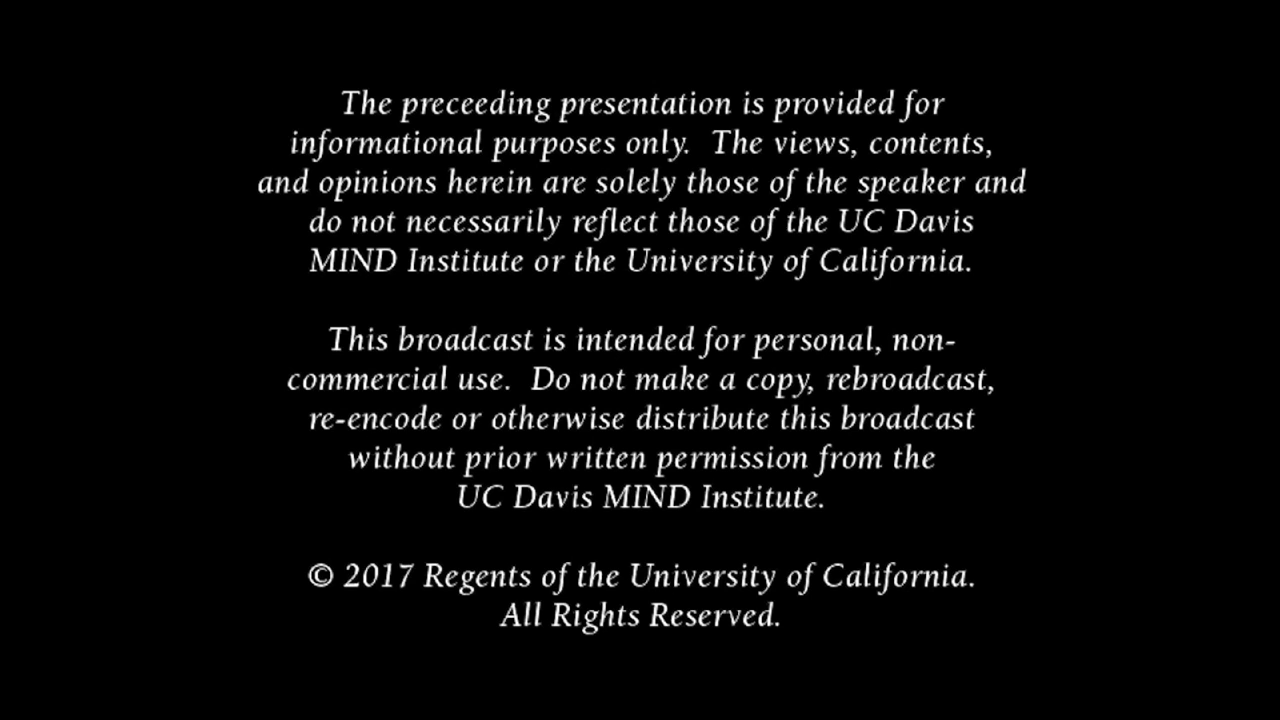 The preceeding presentation is provided for
informational purposes only.  The views, contents,
and opinions herein are solely those of the speaker and
do not necessarily reflect those of the UC Davis
MIND Institute or the University of California.
This broadcast is intended for personal, non-
commercial use.  Do not make a copy, rebroadcast,
re-encode or otherwise distribute this broadcast
without prior written permission from the
UC Davis MIND Institute.
© 2017 Regents of the University of California.
All Rights Reserved.